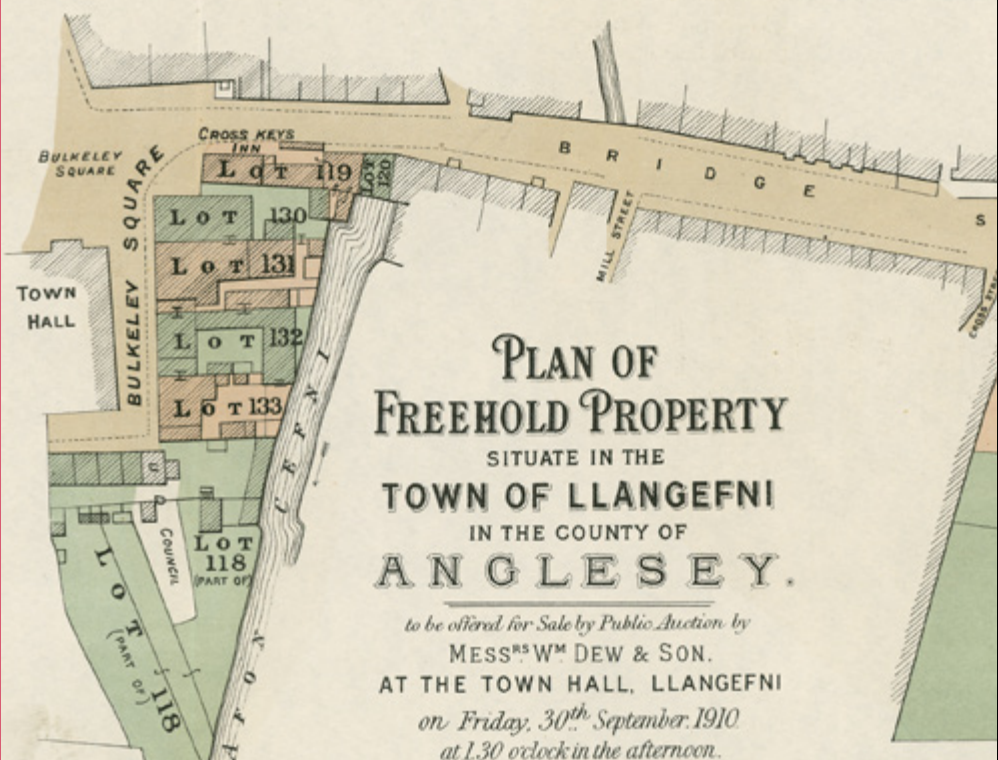 CROSS KEYS
INN
BULKELEY
SQUARE
BULKELEY SQUARE
LOT 119
LOT
120
BRIDGE
S
LOT 130
MILL STREET
LOT 131
TOWN
HALL
CROSS
LOT 132
LOT 133
AFON CEFNI
COUNCIL
LOT
118
(PART OF)
LOT 118
(PART OF)
PLAN OF
FREEHOLD PROPERTY
SITUATE IN THE
TOWN OF LLANGEFNI
IN THE COUNTY OF
ANGLESEY.
to be offered for Sale by Public Auction by
MESSRS. WM. DEW & SON.
AT THE TOWN HALL, LLANGEFNI
on Friday, 30th September. 1910
at 1.30 o'clock in the afternoon.